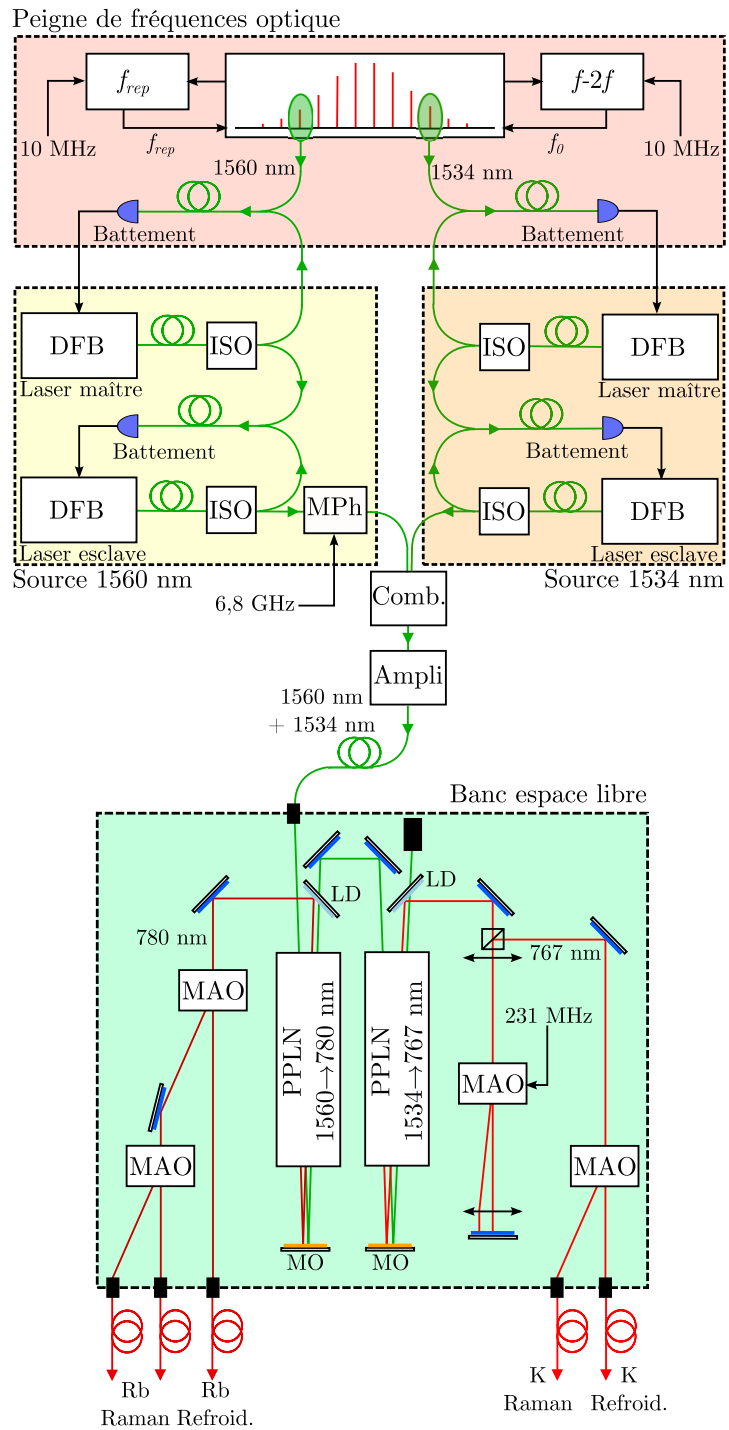 Peigne de fréquences optique
f_rep
f-2f
10 MHz
f_rep
f_0
10 MHz
1560 nm
1534 nm
Battement
Battement
DFB
ISO
ISO
DFB
Laser maître
Laser maître
Battement
Battement
DFB
ISO
MPh
ISO
DFB
Laser esclave
Laser esclave
Source 1560 nm
Source 1534 nm
6,8 GHz
Comb.
Ampli
1560 nm
+ 1534 nm
Banc espace libre
LD
LD
780 nm
767 nm
MAO
PPLN
1560→780 nm
PPLN
1534→767 nm
231 MHz
MAO
MAO
MAO
MO
MO
Rb
Raman
Rb
Refroid.
K
Raman
K
Refroid.